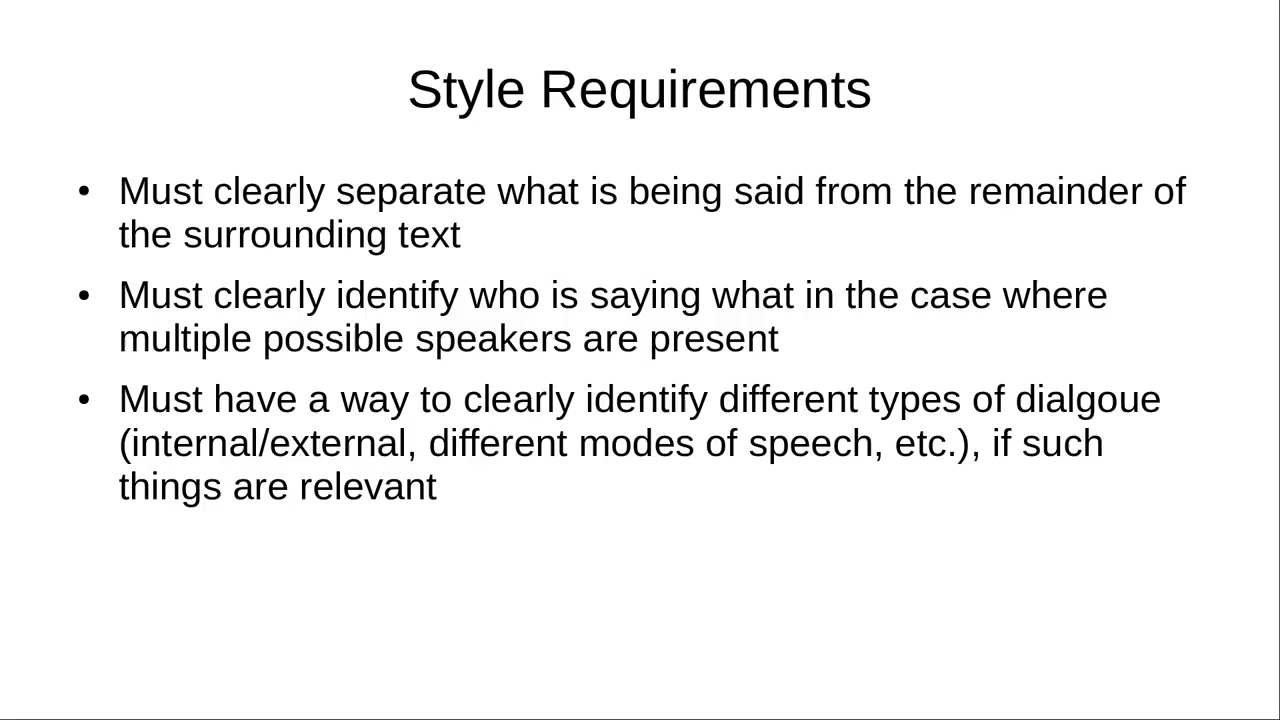 Style Requirements
• Must clearly separate what is being said from the remainder of
the surrounding text
• Must clearly identify who is saying what in the case where
multiple possible speakers are present
• Must have a way to clearly identify different types of dialgoue
(internal/external, different modes of speech, etc.), if such
things are relevant